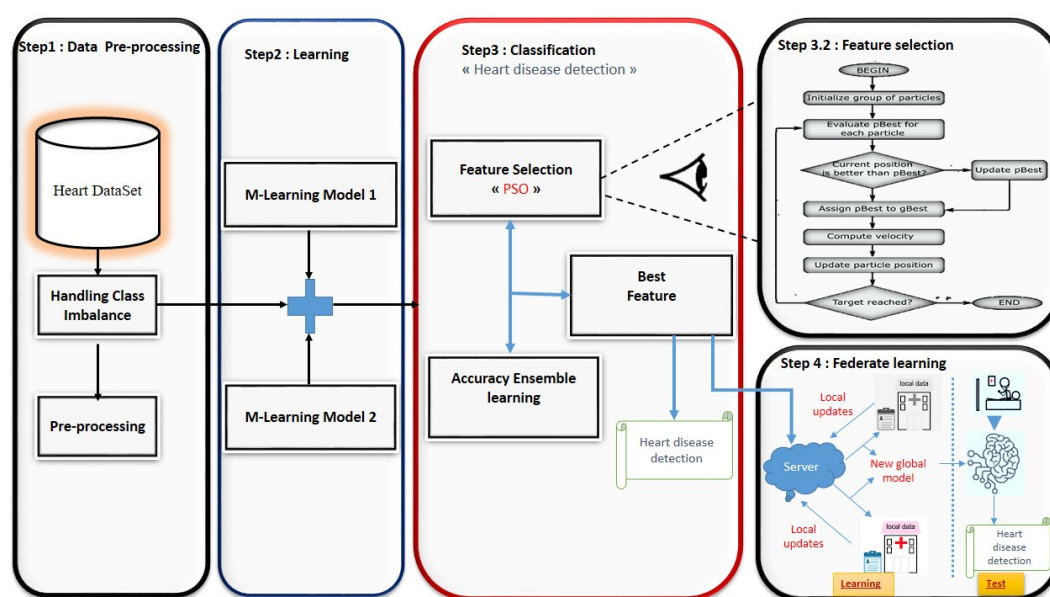 Step1 : Data Pre-processing
Heart DataSet
Handling Class
Imbalance
Pre-processing
Step2 : Learning
M-Learning Model 1
M-Learning Model 2
Step3 : Classification
« Heart disease detection »
Feature Selection
« PSO »
Best
Feature
Accuracy Ensemble
learning
Heart disease
detection
Step 3.2 : Feature selection
BEGIN
Initialize group of particles
Evaluate pBest for
each particle
Current position
is better than pBest?
Update pBest
Assign pBest to gBest
Compute velocity
Update particle position
Target reached?
END
Step 4 : Federate learning
Local
updates
local data
Server
New global
model
Local
updates
local data
Heart
disease
detection
Learning
Test